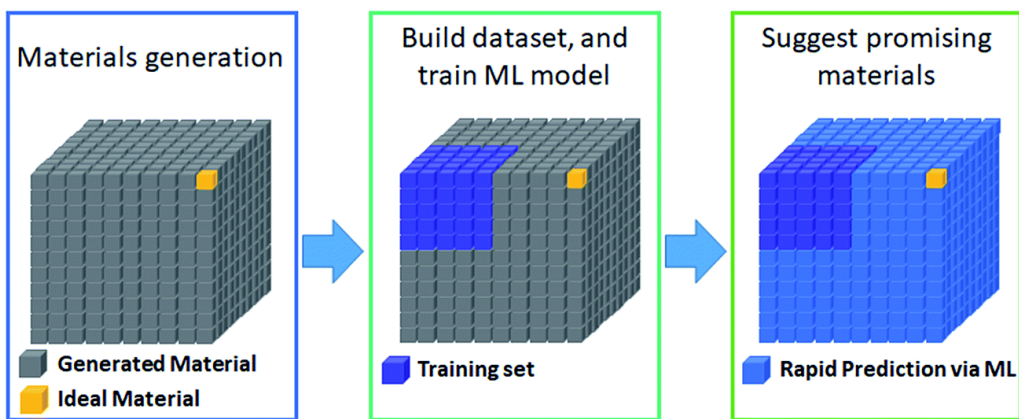 Materials generation
Generated Material
Ideal Material
Build dataset, and
train ML model
Training set
Suggest promising
materials
Rapid Prediction via ML